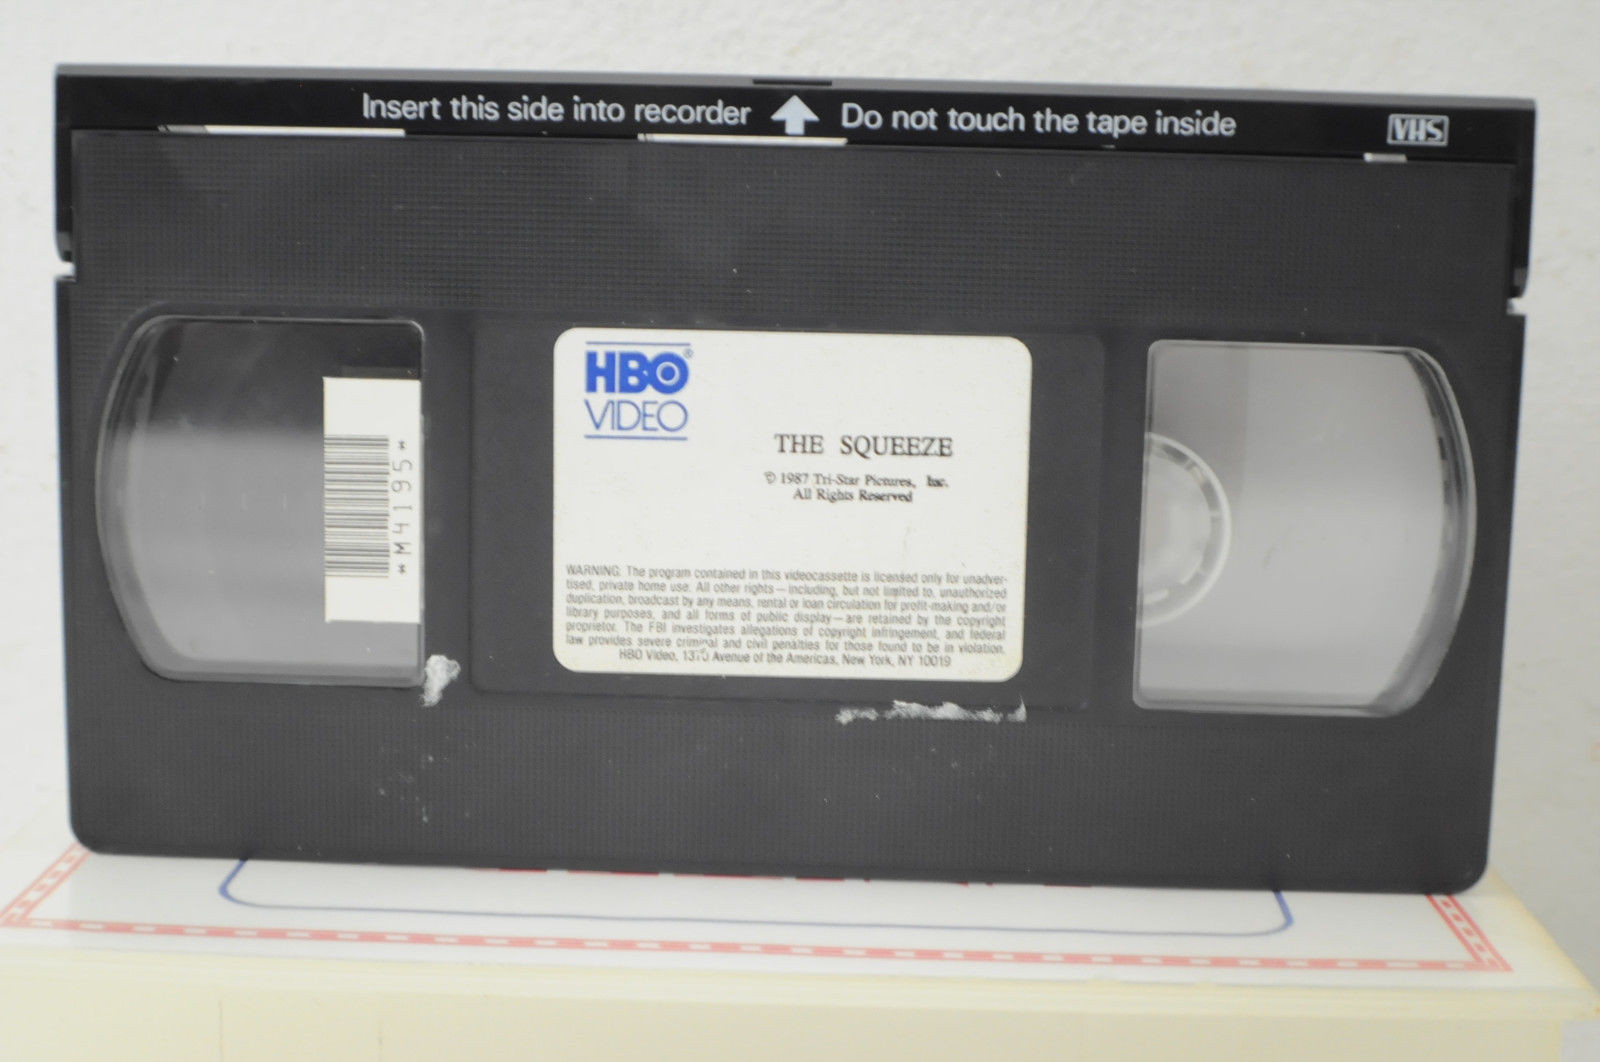 Insert this side into recorder Do not touch the tape inside
VHS
*M4195*
HBO®
VIDEO
THE SQUEEZE
© 1987 Tri-Star Pictures, Inc.
All Rights Reserved
WARNING: The program contained in this videocassette is licensed only for unadver-
tised, private home use. All other rights — including, but not limited to, unauthorized
duplication, broadcast by any means, rental or loan circulation for profit-making and/or
library purposes, and all forms of public display — are retained by the copyright
proprietor. The FBI investigates allegations of copyright infringement, and federal
law provides severe criminal and civil penalties for those found to be in violation.
HBO Video, 1370 Avenue of the Americas, New York, NY 10019